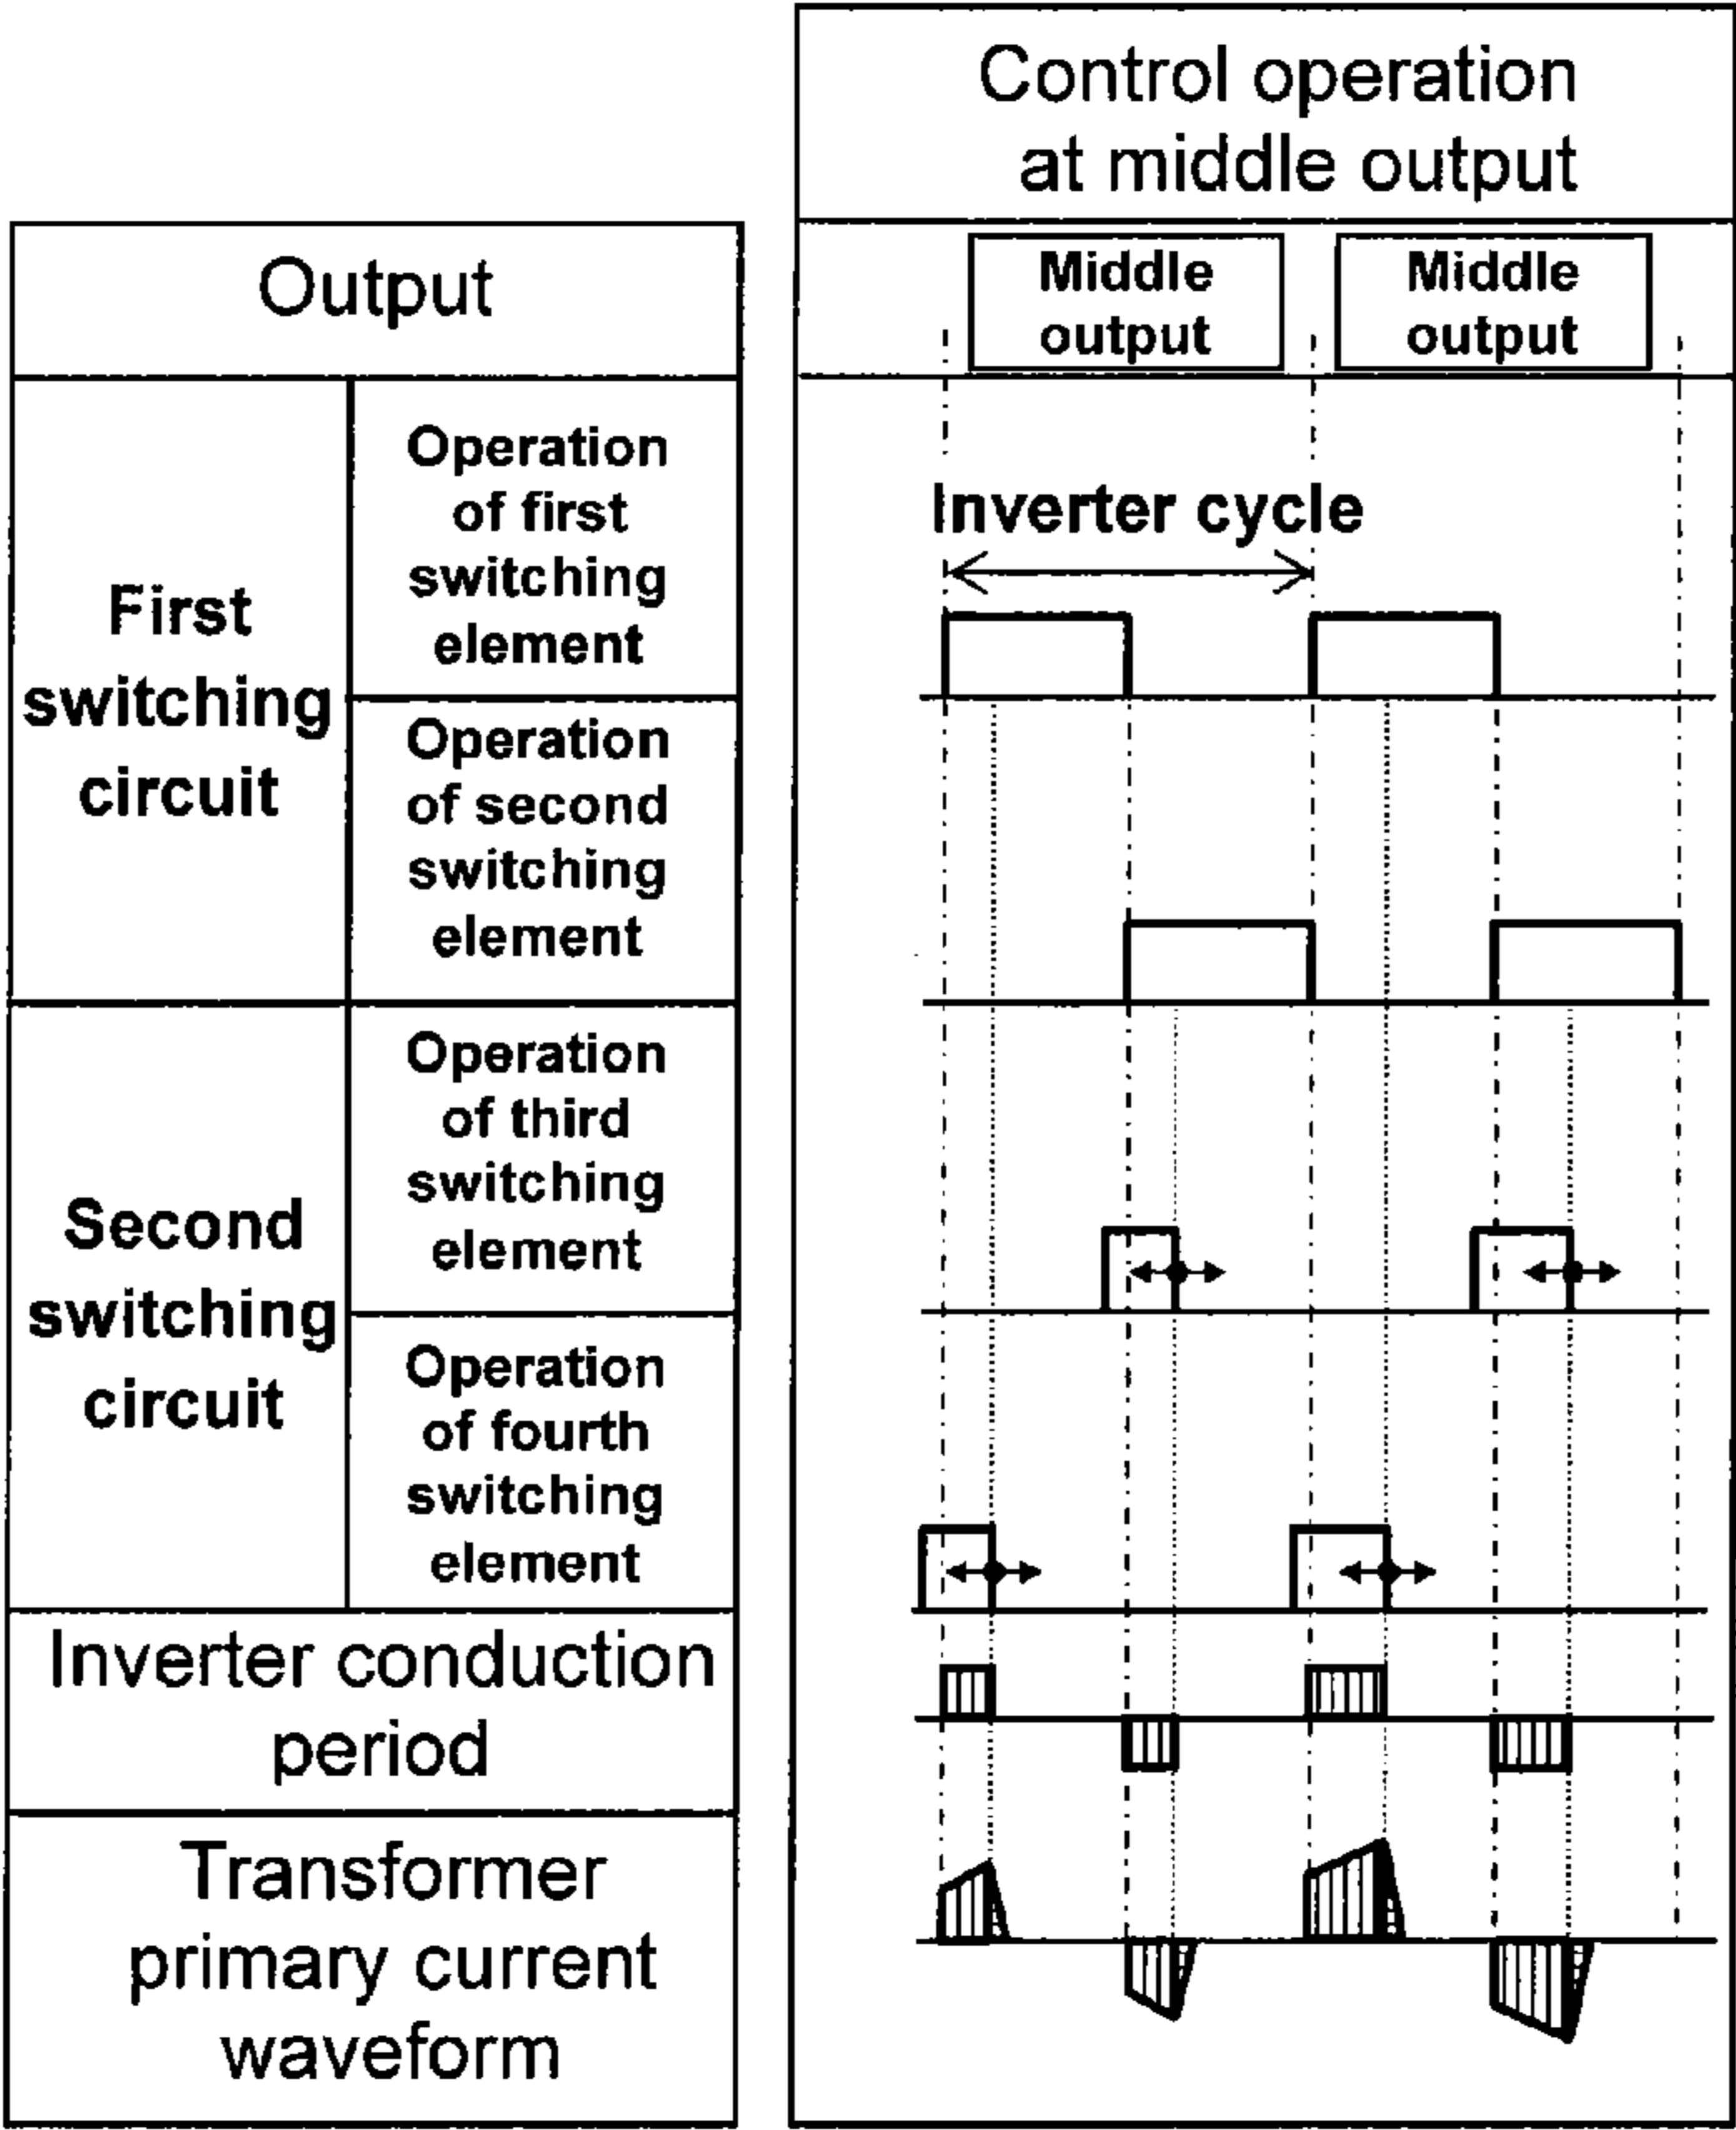 Control operation
at middle output
Output
Middle
output
Middle
output
First
switching
circuit
Operation
of first
switching
element
Inverter cycle
Operation
of second
switching
element
Second
switching
circuit
Operation
of third
switching
element
Operation
of fourth
switching
element
Inverter conduction
period
Transformer
primary current
waveform